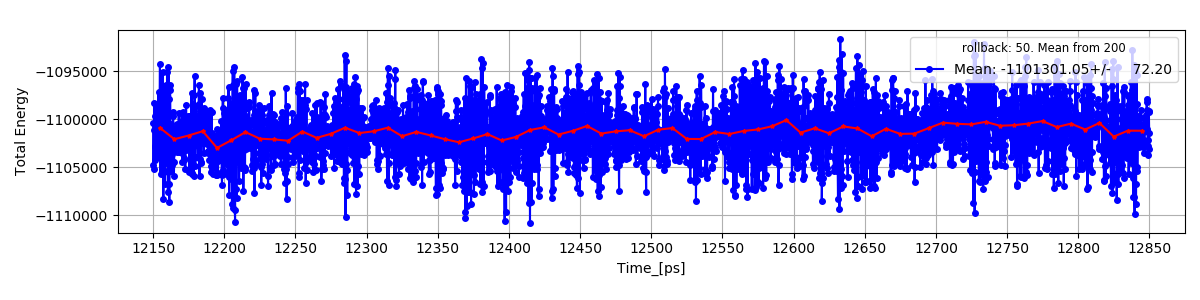 rollback: 50. Mean from 200
Mean: -1101301.05+/- 72.20
Total Energy
−1095000
−1100000
−1105000
−1110000
12150 12200 12250 12300 12350 12400 12450 12500 12550 12600 12650 12700 12750 12800 12850
Time_[ps]